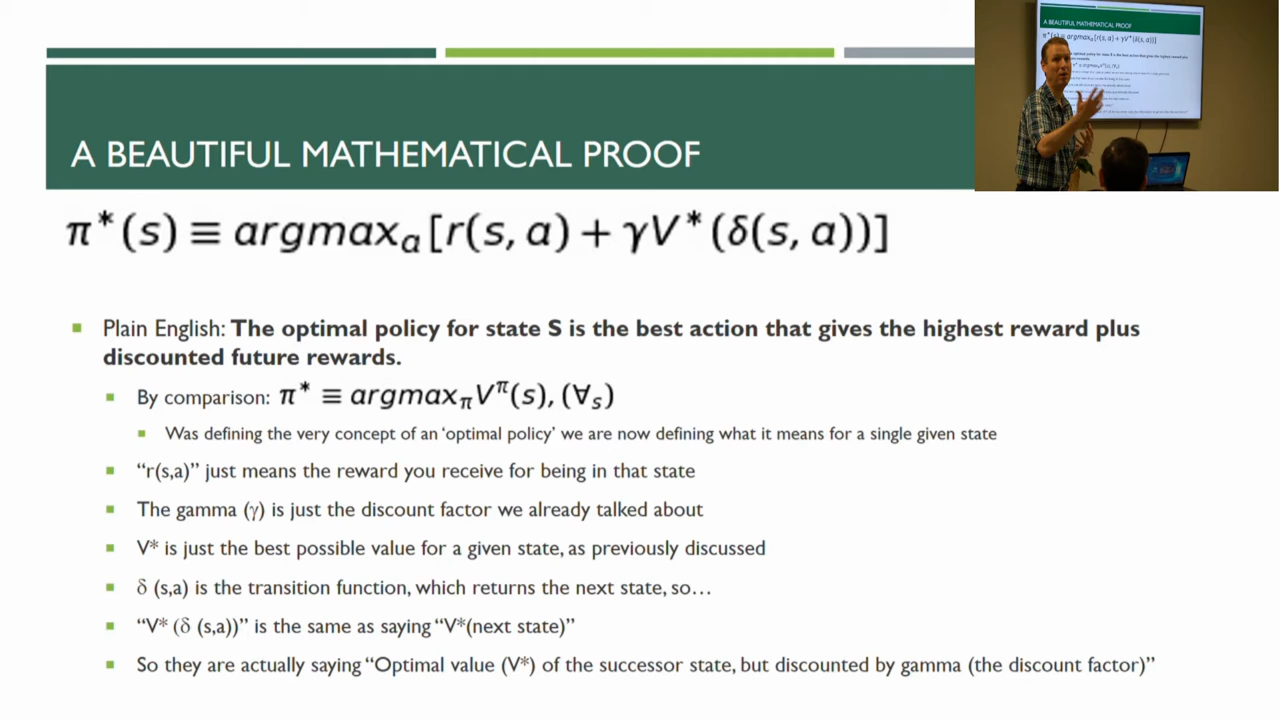 A BEAUTIFUL MATHEMATICAL PROOF
π*(s) ≡ argmaxₐ[r(s, a) + γV*(δ(s, a))]
Plain English: The optimal policy for state S is the best action that gives the highest reward plus
discounted future rewards.
By comparison: π* ≡ argmax_π V^π(s), (∀ₛ)
Was defining the very concept of an ‘optimal policy’ we are now defining what it means for a single given state
“r(s,a)” just means the reward you receive for being in that state
The gamma (γ) is just the discount factor we already talked about
V* is just the best possible value for a given state, as previously discussed
δ (s,a) is the transition function, which returns the next state, so…
“V* (δ (s,a))” is the same as saying “V*(next state)”
So they are actually saying “Optimal value (V*) of the successor state, but discounted by gamma (the discount factor)”
A BEAUTIFUL MATHEMATICAL PROOF